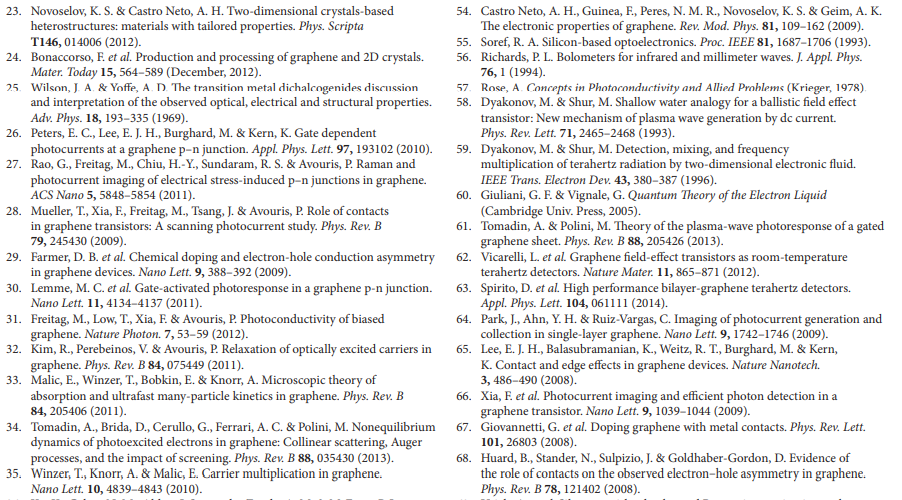 23. Novoselov, K. S. & Castro Neto, A. H. Two-dimensional crystals-based
heterostructures: materials with tailored properties. Phys. Scripta
T146, 014006 (2012).
24. Bonaccorso, F. et al. Production and processing of graphene and 2D crystals.
Mater. Today 15, 564–589 (December, 2012).
25. Wilson, J. A. & Yoffe, A. D. The transition metal dichalcogenides discussion
and interpretation of the observed optical, electrical and structural properties.
Adv. Phys. 18, 193–335 (1969).
26. Peters, E. C., Lee, E. J. H., Burghard, M. & Kern, K. Gate dependent
photocurrents at a graphene p–n junction. Appl. Phys. Lett. 97, 193102 (2010).
27. Rao, G., Freitag, M., Chiu, H.-Y., Sundaram, R. S. & Avouris, P. Raman and
photocurrent imaging of electrical stress-induced p–n junctions in graphene.
ACS Nano 5, 5848–5854 (2011).
28. Mueller, T., Xia, F., Freitag, M., Tsang, J. & Avouris, P. Role of contacts
in graphene transistors: A scanning photocurrent study. Phys. Rev. B
79, 245430 (2009).
29. Farmer, D. B. et al. Chemical doping and electron-hole conduction asymmetry
in graphene devices. Nano Lett. 9, 388–392 (2009).
30. Lemme, M. C. et al. Gate-activated photoresponse in a graphene p-n junction.
Nano Lett. 11, 4134–4137 (2011).
31. Freitag, M., Low, T., Xia, F. & Avouris, P. Photoconductivity of biased
graphene. Nature Photon. 7, 53–59 (2012).
32. Kim, R., Perebeinos, V. & Avouris, P. Relaxation of optically excited carriers in
graphene. Phys. Rev. B 84, 075449 (2011).
33. Malic, E., Winzer, T., Bobkin, E. & Knorr, A. Microscopic theory of
absorption and ultrafast many-particle kinetics in graphene. Phys. Rev. B
84, 205406 (2011).
34. Tomadin, A., Brida, D., Cerullo, G., Ferrari, A. C. & Polini, M. Nonequilibrium
dynamics of photoexcited electrons in graphene: Collinear scattering, Auger
processes, and the impact of screening. Phys. Rev. B 88, 035430 (2013).
35. Winzer, T., Knorr, A. & Malic, E. Carrier multiplication in graphene.
Nano Lett. 10, 4839–4843 (2010).
54. Castro Neto, A. H., Guinea, F., Peres, N. M. R., Novoselov, K. S. & Geim, A. K.
The electronic properties of graphene. Rev. Mod. Phys. 81, 109–162 (2009).
55. Soref, R. A. Silicon-based optoelectronics. Proc. IEEE 81, 1687–1706 (1993).
56. Richards, P. L. Bolometers for infrared and millimeter waves. J. Appl. Phys.
76, 1 (1994).
57. Rose, A. Concepts in Photoconductivity and Allied Problems (Krieger, 1978).
58. Dyakonov, M. & Shur, M. Shallow water analogy for a ballistic field effect
transistor: New mechanism of plasma wave generation by dc current.
Phys. Rev. Lett. 71, 2465–2468 (1993).
59. Dyakonov, M. & Shur, M. Detection, mixing, and frequency
multiplication of terahertz radiation by two-dimensional electronic fluid.
IEEE Trans. Electron Dev. 43, 380–387 (1996).
60. Giuliani, G. F. & Vignale, G. Quantum Theory of the Electron Liquid
(Cambridge Univ. Press, 2005).
61. Tomadin, A. & Polini, M. Theory of the plasma-wave photoresponse of a gated
graphene sheet. Phys. Rev. B 88, 205426 (2013).
62. Vicarelli, L. et al. Graphene field-effect transistors as room-temperature
terahertz detectors. Nature Mater. 11, 865–871 (2012).
63. Spirito, D. et al. High performance bilayer-graphene terahertz detectors.
Appl. Phys. Lett. 104, 061111 (2014).
64. Park, J., Ahn, Y. H. & Ruiz-Vargas, C. Imaging of photocurrent generation and
collection in single-layer graphene. Nano Lett. 9, 1742–1746 (2009).
65. Lee, E. J. H., Balasubramanian, K., Weitz, R. T., Burghard, M. & Kern,
K. Contact and edge effects in graphene devices. Nature Nanotech.
3, 486–490 (2008).
66. Xia, F. et al. Photocurrent imaging and efficient photon detection in a
graphene transistor. Nano Lett. 9, 1039–1044 (2009).
67. Giovannetti, G. et al. Doping graphene with metal contacts. Phys. Rev. Lett.
101, 26803 (2008).
68. Huard, B., Stander, N., Sulpizio, J. & Goldhaber-Gordon, D. Evidence of
the role of contacts on the observed electron–hole asymmetry in graphene.
Phys. Rev. B 78, 121402 (2008).